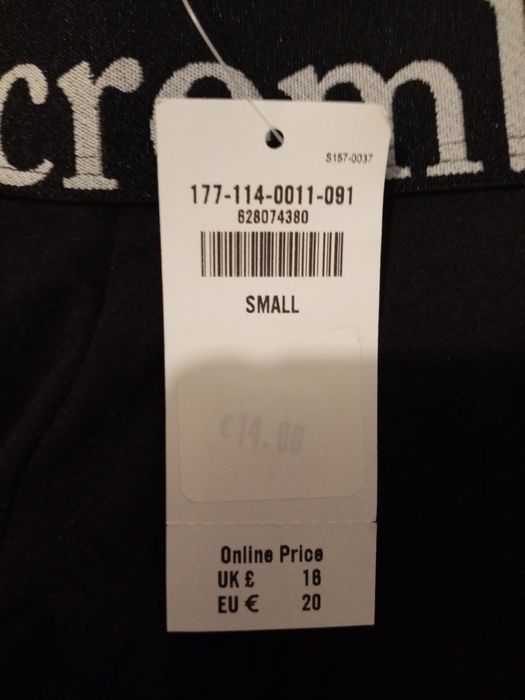 crom
S157-0037
177-114-0011-091
628074380
SMALL
€14.00
Online Price
UK £ 16
EU € 20